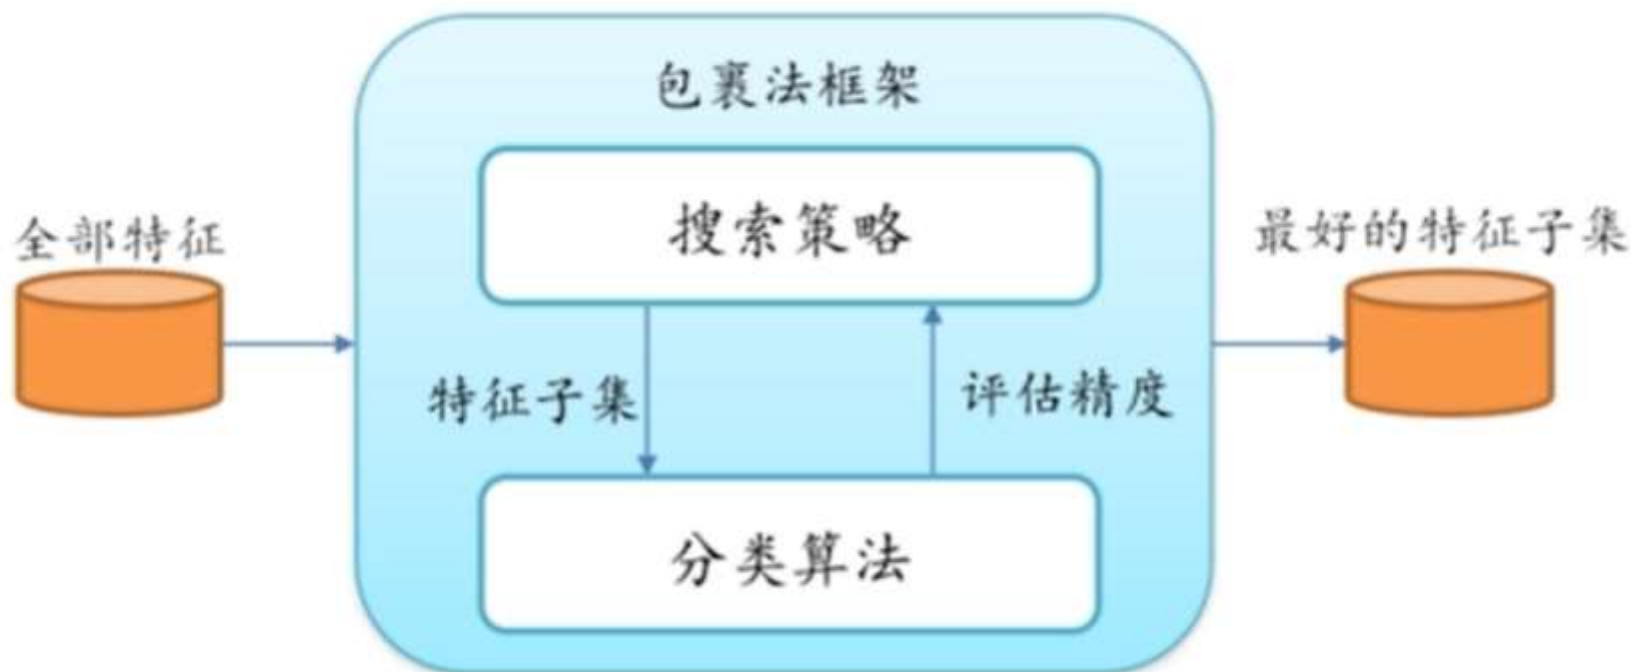 包裹法框架
搜索策略
全部特征
最好的特征子集
特征子集
评估精度
分类算法